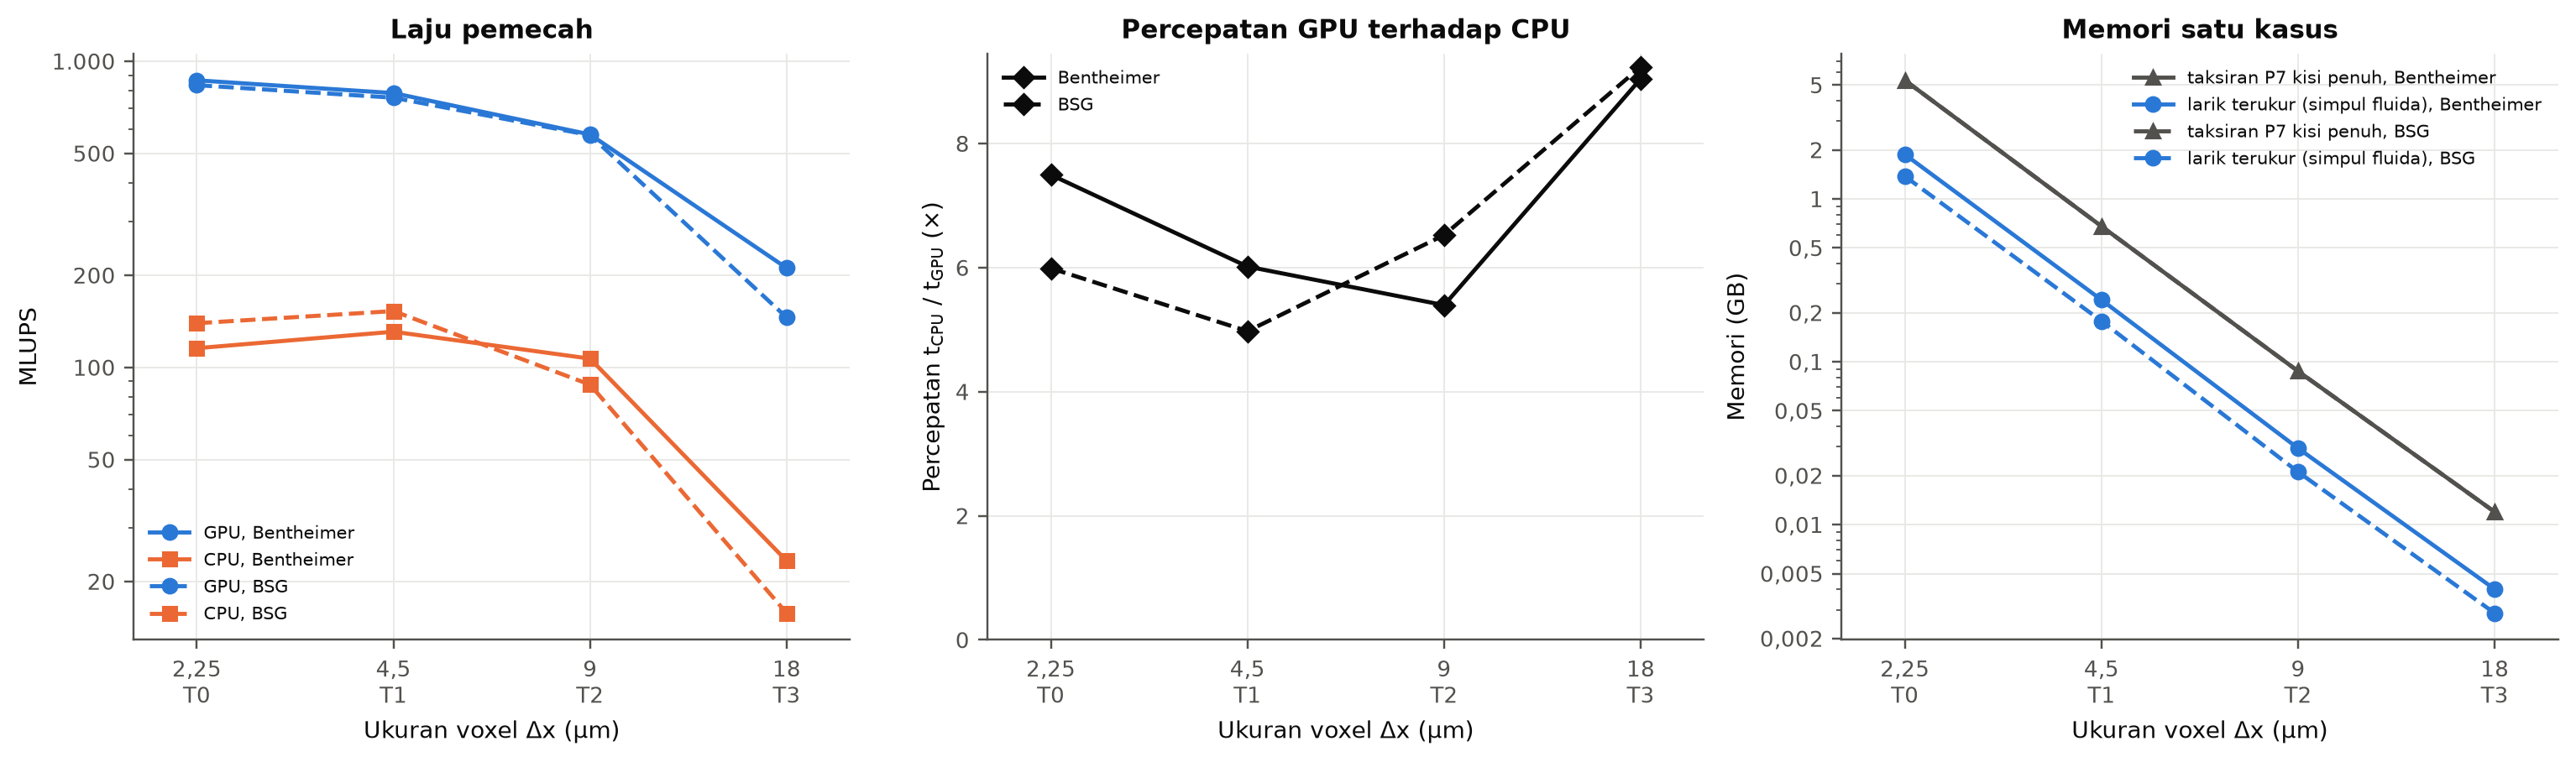 Laju pemecah
1.000
500
200
100
50
20
MLUPS
GPU, Bentheimer
CPU, Bentheimer
GPU, BSG
CPU, BSG
2,25
T0
4,5
T1
9
T2
18
T3
Ukuran voxel Δx (µm)
Percepatan GPU terhadap CPU
Bentheimer
BSG
8
6
4
2
0
Percepatan tCPU / tGPU (×)
2,25
T0
4,5
T1
9
T2
18
T3
Ukuran voxel Δx (µm)
Memori satu kasus
taksiran P7 kisi penuh, Bentheimer
larik terukur (simpul fluida), Bentheimer
taksiran P7 kisi penuh, BSG
larik terukur (simpul fluida), BSG
5
2
1
0,5
0,2
0,1
0,05
0,02
0,01
0,005
0,002
Memori (GB)
2,25
T0
4,5
T1
9
T2
18
T3
Ukuran voxel Δx (µm)